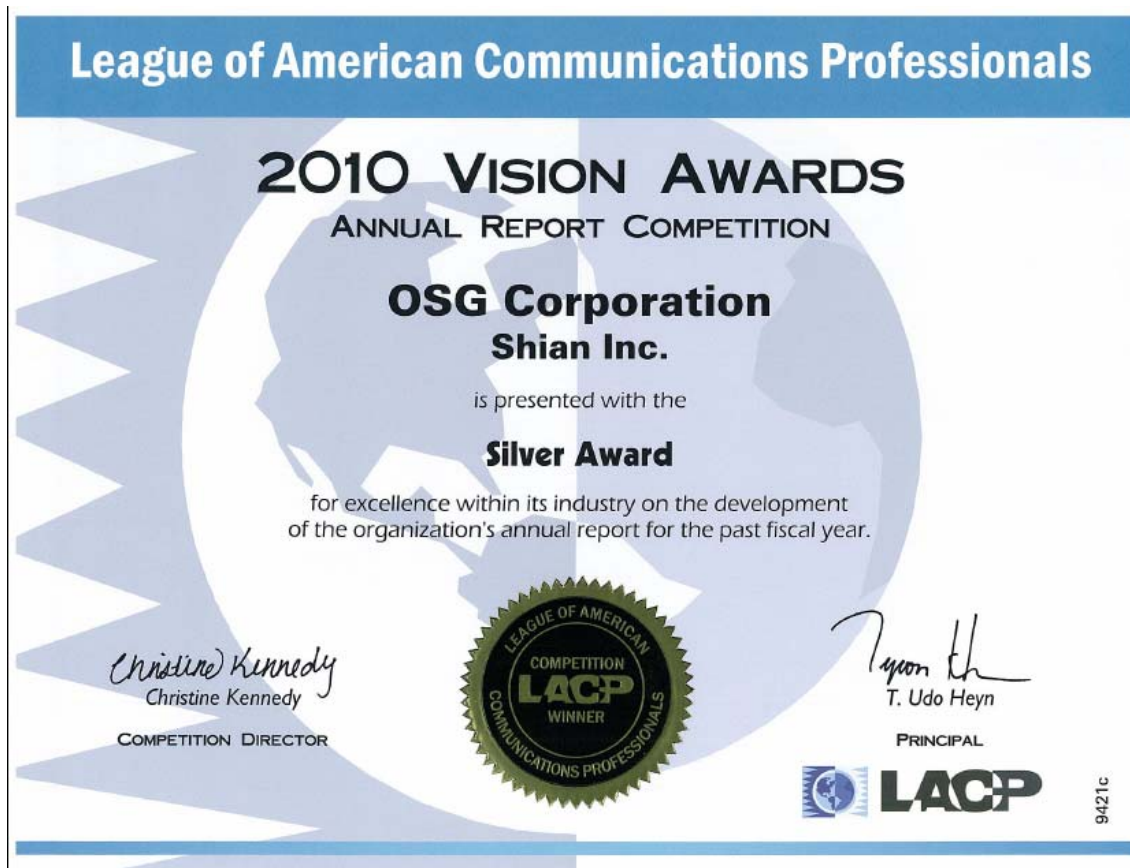 League of American Communications Professionals
2010 VISION AWARDS
ANNUAL REPORT COMPETITION
OSG Corporation
Shian Inc.
is presented with the
Silver Award
for excellence within its industry on the development
of the organization's annual report for the past fiscal year.
LEAGUE OF AMERICAN
COMPETITION
LACP
WINNER
COMMUNICATIONS PROFESSIONALS
Christine Kennedy
Christine Kennedy
COMPETITION DIRECTOR
T. Udo Heyn
PRINCIPAL
LACP
9421c